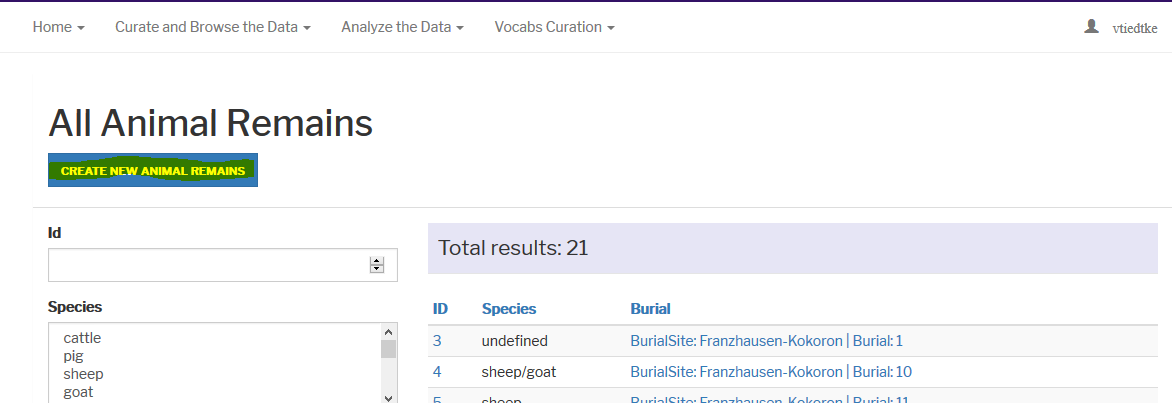 Home Curate and Browse the Data Analyze the Data Vocabs Curation vtiedtke
All Animal Remains
CREATE NEW ANIMAL REMAINS
Id
Total results: 21
Species
cattle
pig
sheep
goat
ID Species Burial
3 undefined BurialSite: Franzhausen-Kokoron | Burial: 1
4 sheep/goat BurialSite: Franzhausen-Kokoron | Burial: 10
5 sheep BurialSite: Franzhausen-Kokoron | Burial: 11